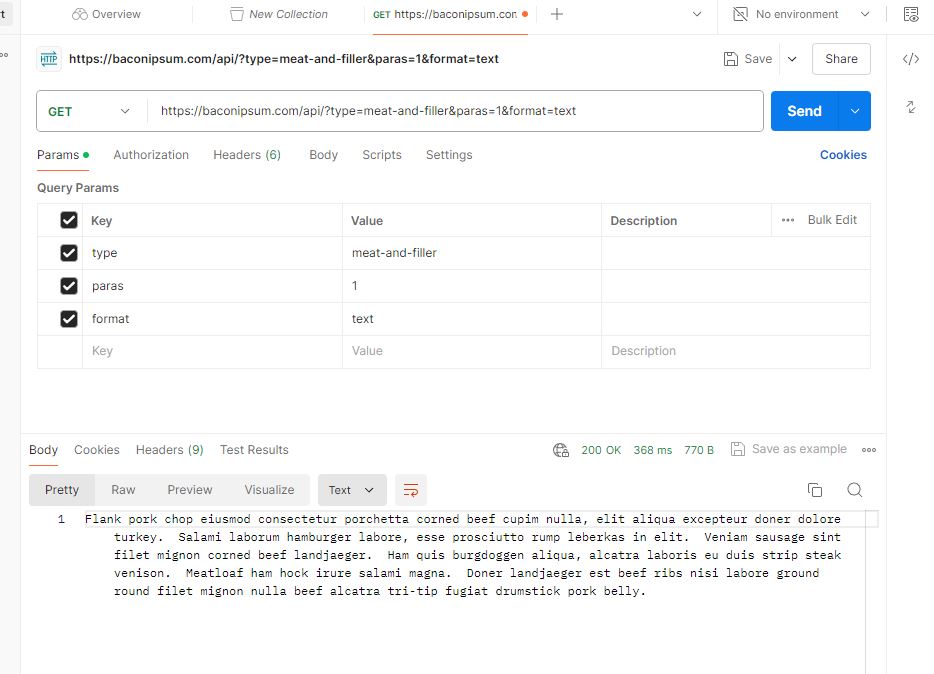 t Overview New Collection GET https://baconipsum.con No environment
HTTP https://baconipsum.com/api/?type=meat-and-filler&paras=1&format=text Save Share
GET https://baconipsum.com/api/?type=meat-and-filler&paras=1&format=text Send
Params Authorization Headers (6) Body Scripts Settings Cookies
Query Params
Key Value Description Bulk Edit
type meat-and-filler
paras 1
format text
Key Value Description
Body Cookies Headers (9) Test Results 200 OK 368 ms 770 B Save as example
Pretty Raw Preview Visualize Text
1 Flank pork chop eiusmod consectetur porchetta corned beef cupim nulla, elit aliqua excepteur doner dolore
turkey.  Salami laborum hamburger labore, esse prosciutto rump leberkas in elit.  Veniam sausage sint
filet mignon corned beef landjaeger.  Ham quis burgdoggen aliqua, alcatra laboris eu duis strip steak
venison.  Meatloaf ham hock irure salami magna.  Doner landjaeger est beef ribs nisi labore ground
round filet mignon nulla beef alcatra tri-tip fugiat drumstick pork belly.